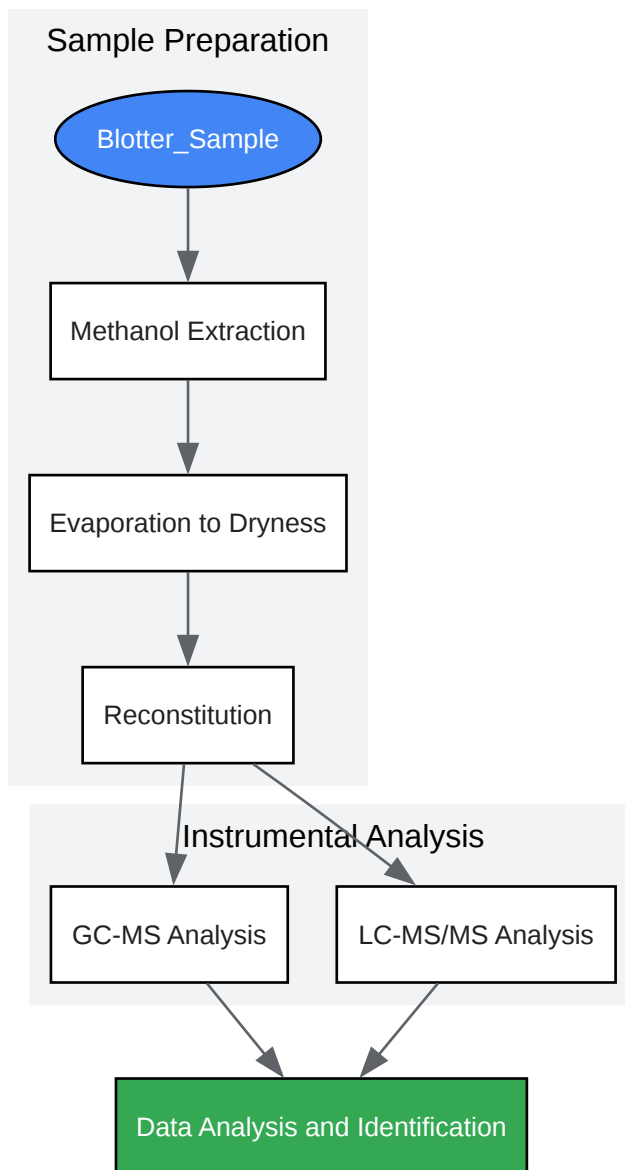 Sample Preparation
Blotter_Sample
Methanol Extraction
Evaporation to Dryness
Reconstitution
Instrumental Analysis
GC-MS Analysis
LC-MS/MS Analysis
Data Analysis and Identification